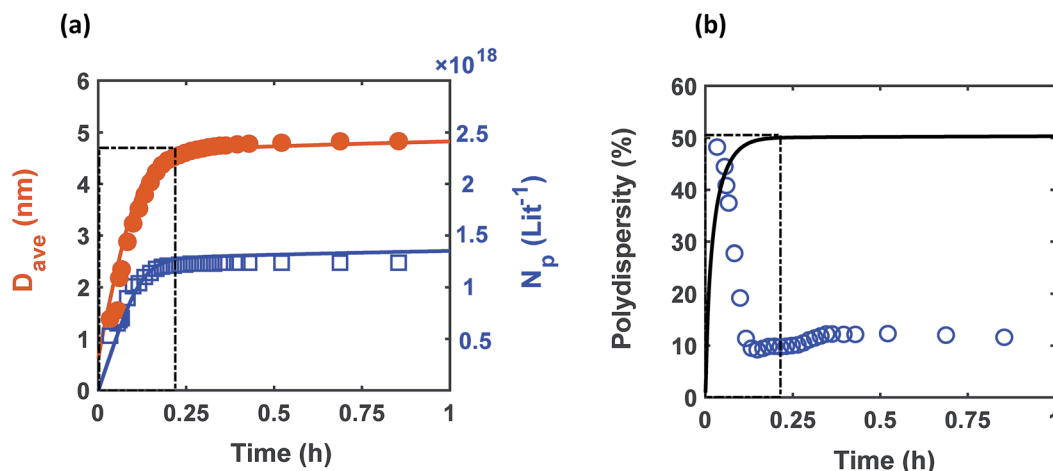 (a)
×10^18
6
5
4
3
2
1
0
2.5
2
1.5
1
0.5
D_ave (nm)
N_p (Lit^-1)
0 0.25 0.5 0.75 1
Time (h)
(b)
60
50
40
30
20
10
0
Polydispersity (%)
0 0.25 0.5 0.75 1
Time (h)